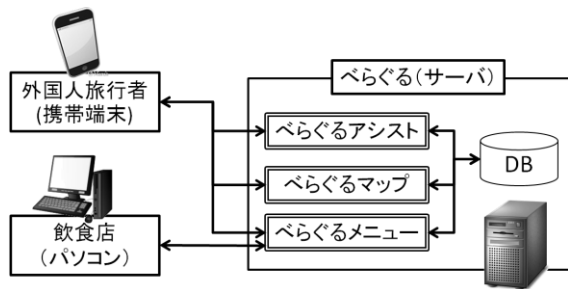 外国人旅行者
(携帯端末)
飲食店
(パソコン)
べらぐる(サーバ)
べらぐるアシスト
べらぐるマップ
べらぐるメニュー
DB